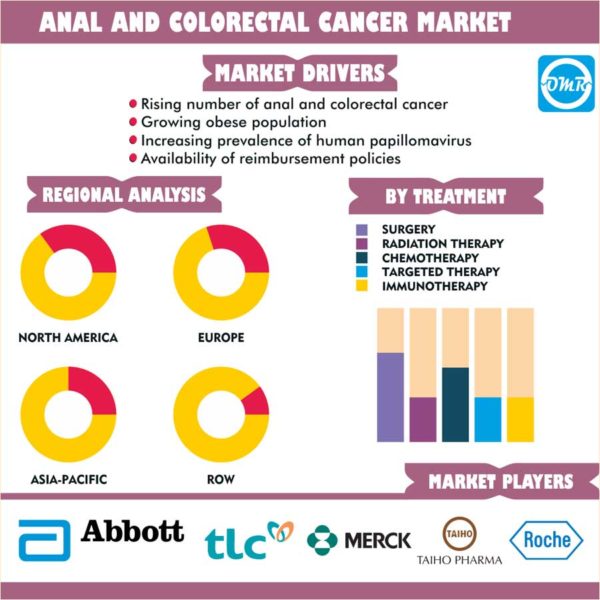 ANAL AND COLORECTAL CANCER MARKET
MARKET DRIVERS
OMR
Rising number of anal and colorectal cancer
Growing obese population
Increasing prevalence of human papillomavirus
Availability of reimbursement policies
REGIONAL ANALYSIS
NORTH AMERICA
EUROPE
ASIA-PACIFIC
ROW
BY TREATMENT
SURGERY
RADIATION THERAPY
CHEMOTHERAPY
TARGETED THERAPY
IMMUNOTHERAPY
MARKET PLAYERS
Abbott
tlc
MERCK
TAIHO
TAIHO PHARMA
Roche